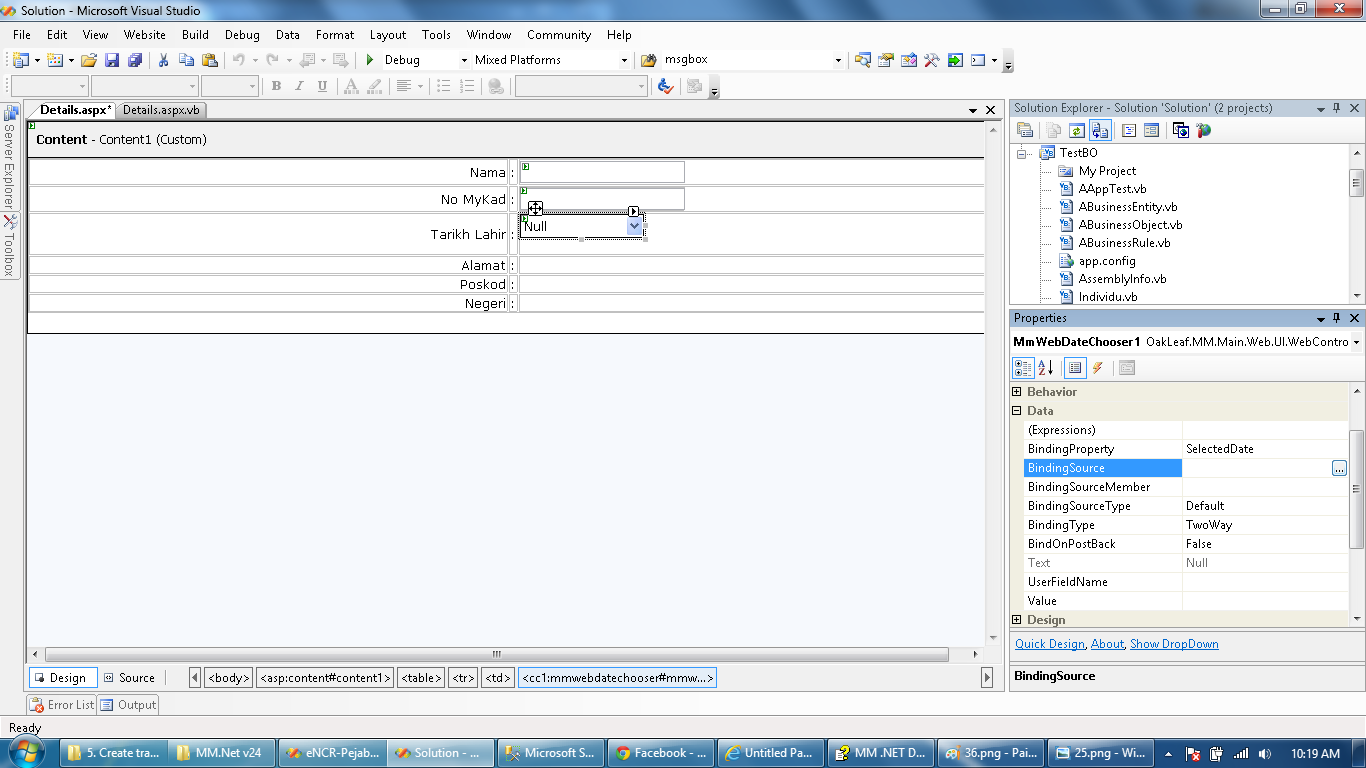 Solution - Microsoft Visual Studio
File Edit View Website Build Debug Data Format Layout Tools Window Community Help
Debug Mixed Platforms msgbox
B I U A
Details.aspx* Details.aspx.vb
Server Explorer
Toolbox
Content - Content1 (Custom)
Nama :
No MyKad :
Tarikh Lahir : Null
Alamat :
Poskod :
Negeri :
Design Source <body> <asp:content#content1> <table> <tr> <td> <cc1:mmwebdatechooser#mmw...>
Error List Output
Ready
Solution Explorer - Solution 'Solution' (2 projects)
TestBO
My Project
AAppTest.vb
ABusinessEntity.vb
ABusinessObject.vb
ABusinessRule.vb
app.config
AssemblyInfo.vb
Individu.vb
Properties
MmWebDateChooser1 OakLeaf.MM.Main.Web.UI.WebContro
Behavior
Data
(Expressions)
BindingProperty SelectedDate
BindingSource ...
BindingSourceMember
BindingSourceType Default
BindingType TwoWay
BindOnPostBack False
Text Null
UserFieldName
Value
Design
Quick Design, About, Show DropDown
BindingSource
5. Create tra... MM.Net v24 eNCR-Pejab... Solution - ... Microsoft S... Facebook - ... Untitled Pa... MM .NET D... 36.png - Pai... 25.png - Wi... 10:19 AM